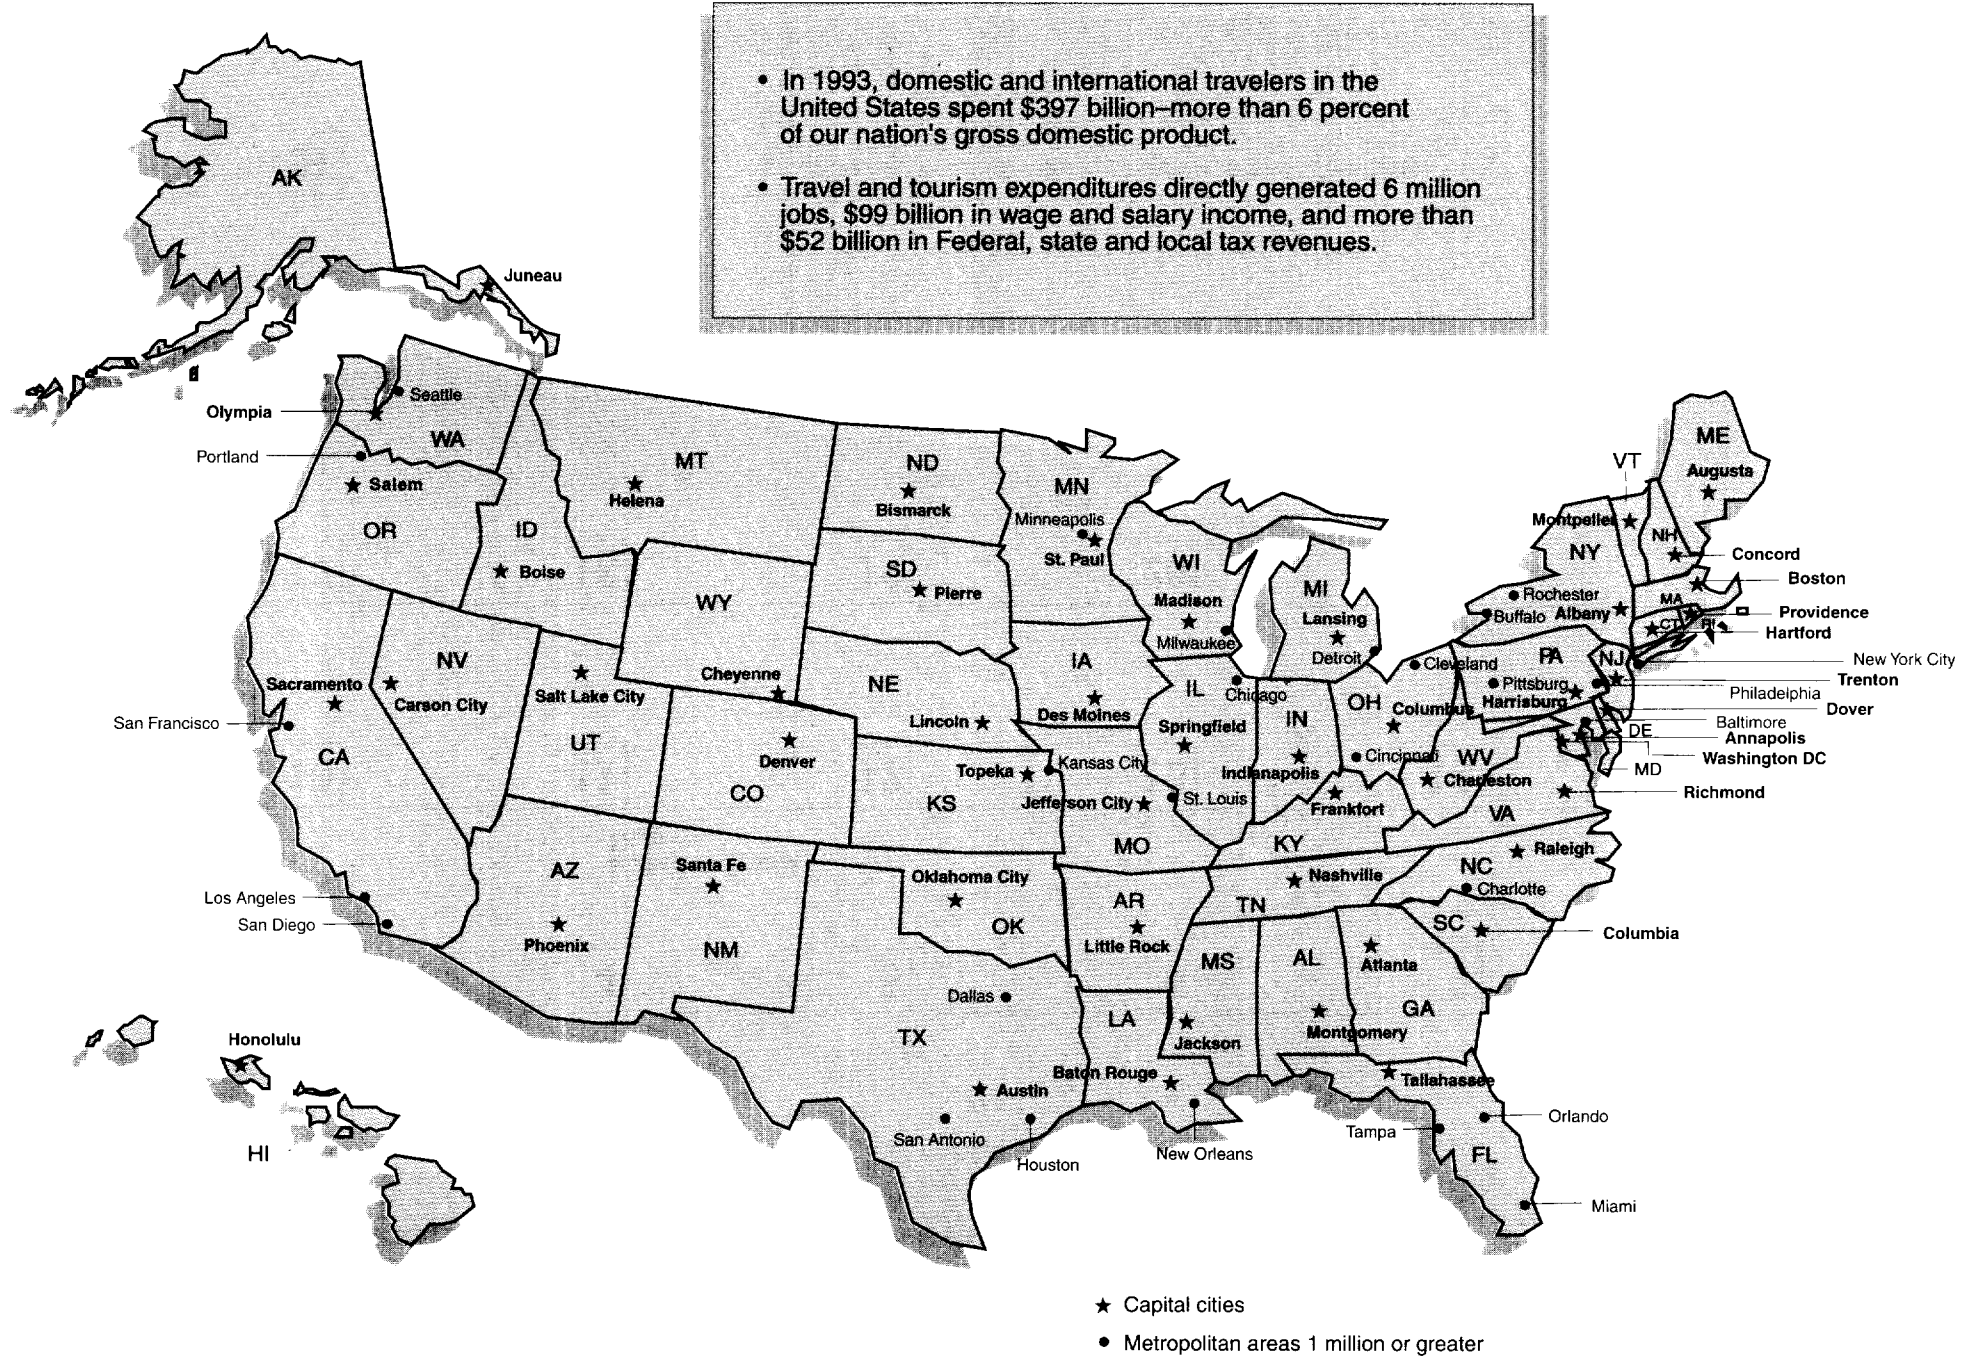 • In 1993, domestic and international travelers in the
United States spent $397 billion–more than 6 percent
of our nation's gross domestic product.
• Travel and tourism expenditures directly generated 6 million
jobs, $99 billion in wage and salary income, and more than
$52 billion in Federal, state and local tax revenues.
AK
Juneau
Seattle
Olympia
WA
Portland
Salem
OR
ID
Boise
MT
Helena
ND
Bismarck
MN
Minneapolis
St. Paul
SD
Pierre
WY
Cheyenne
WI
Madison
Milwaukee
MI
Lansing
Detroit
ME
Augusta
VT
Montpelier
NH
NY
Concord
Boston
Rochester
Buffalo
Albany
MA
CT
RI
Providence
Hartford
New York City
NV
Carson City
Sacramento
San Francisco
CA
Salt Lake City
UT
NE
Lincoln
IA
Des Moines
IL
Chicago
Springfield
IN
Indianapolis
OH
Cleveland
Columbus
Cincinnati
PA
Pittsburg
Harrisburg
NJ
Trenton
Philadelphia
Dover
Baltimore
DE
Annapolis
Washington DC
MD
Denver
CO
Topeka
Kansas City
KS
Jefferson City
St. Louis
MO
WV
Charleston
Frankfort
KY
Richmond
VA
Los Angeles
San Diego
AZ
Phoenix
Santa Fe
NM
Oklahoma City
OK
AR
Little Rock
Nashville
TN
NC
Raleigh
Charlotte
SC
Columbia
MS
Jackson
AL
Montgomery
Atlanta
GA
Dallas
TX
Austin
San Antonio
Houston
LA
Baton Rouge
New Orleans
Tallahassee
Orlando
Tampa
FL
Miami
Honolulu
HI
★ Capital cities
• Metropolitan areas 1 million or greater